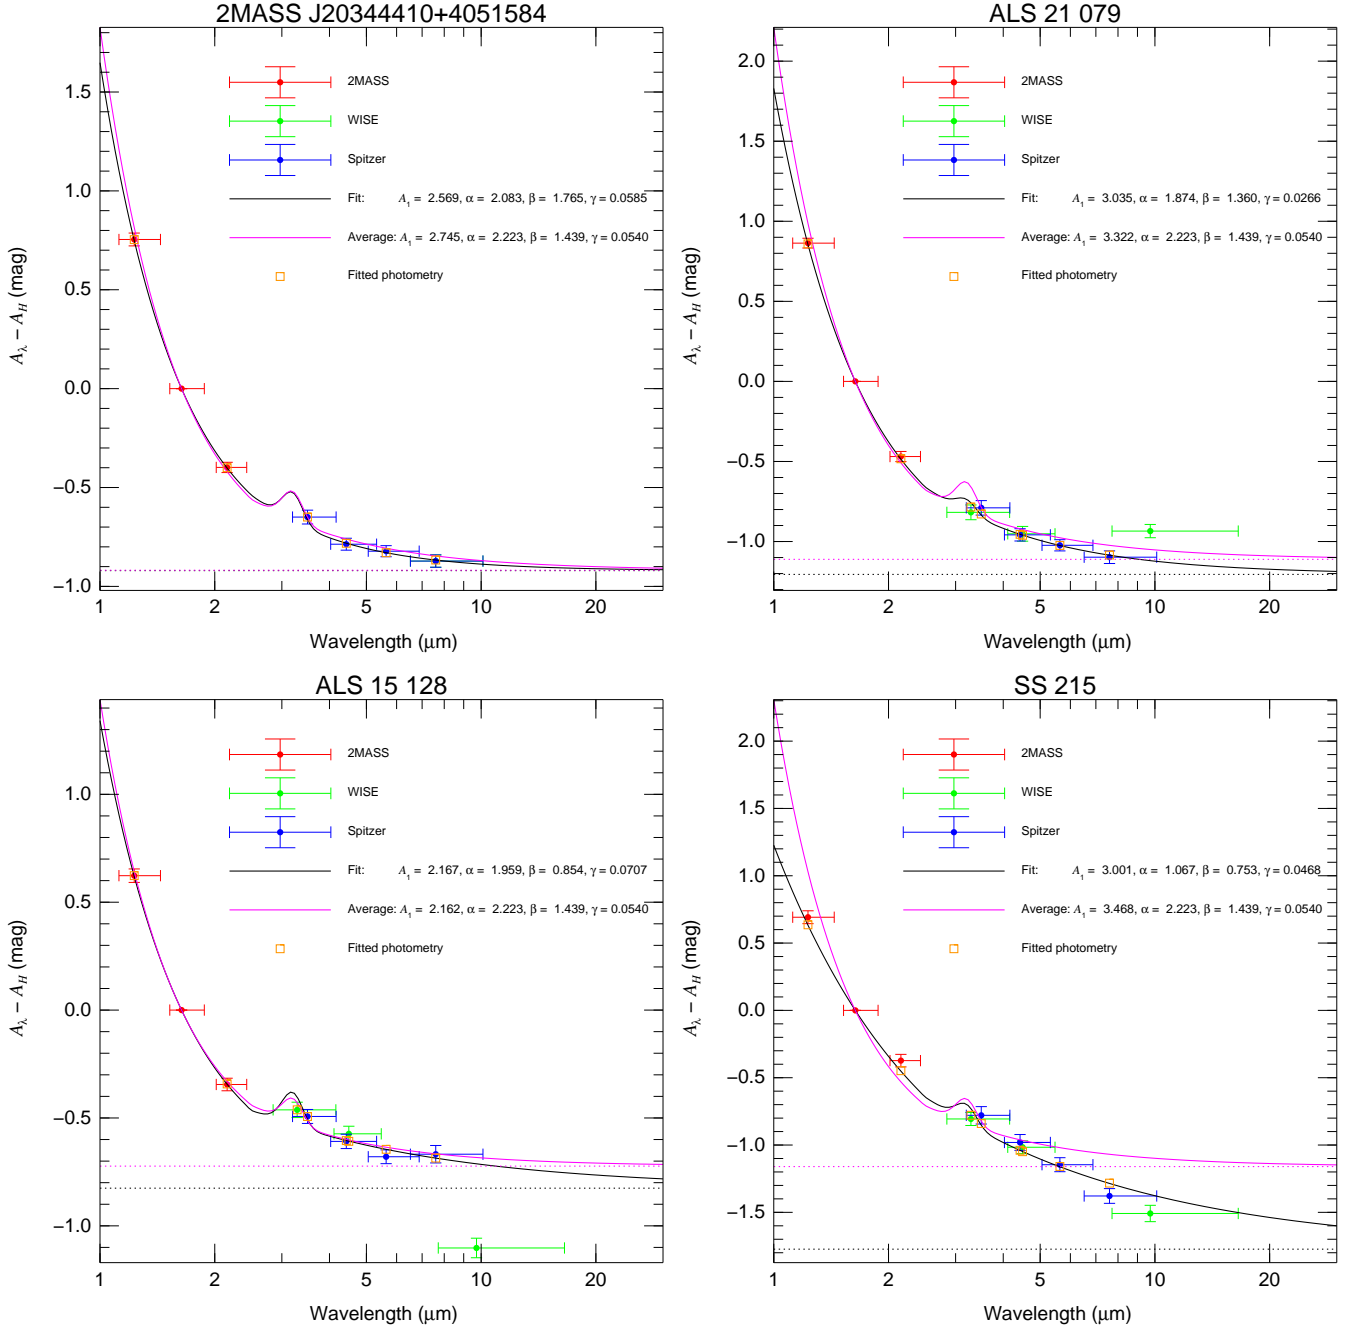 2MASS J20344410+4051584
1.5
1.0
0.5
0.0
−0.5
−1.0
A_λ − A_H (mag)
2MASS
WISE
Spitzer
Fit: A_1 = 2.569, α = 2.083, β = 1.765, γ = 0.0585
Average: A_1 = 2.745, α = 2.223, β = 1.439, γ = 0.0540
Fitted photometry
1 2 5 10 20
Wavelength (μm)
ALS 21 079
2.0
1.5
1.0
0.5
0.0
−0.5
−1.0
A_λ − A_H (mag)
2MASS
WISE
Spitzer
Fit: A_1 = 3.035, α = 1.874, β = 1.360, γ = 0.0266
Average: A_1 = 3.322, α = 2.223, β = 1.439, γ = 0.0540
Fitted photometry
1 2 5 10 20
Wavelength (μm)
ALS 15 128
1.0
0.5
0.0
−0.5
−1.0
A_λ − A_H (mag)
2MASS
WISE
Spitzer
Fit: A_1 = 2.167, α = 1.959, β = 0.854, γ = 0.0707
Average: A_1 = 2.162, α = 2.223, β = 1.439, γ = 0.0540
Fitted photometry
1 2 5 10 20
Wavelength (μm)
SS 215
2.0
1.5
1.0
0.5
0.0
−0.5
−1.0
−1.5
A_λ − A_H (mag)
2MASS
WISE
Spitzer
Fit: A_1 = 3.001, α = 1.067, β = 0.753, γ = 0.0468
Average: A_1 = 3.468, α = 2.223, β = 1.439, γ = 0.0540
Fitted photometry
1 2 5 10 20
Wavelength (μm)